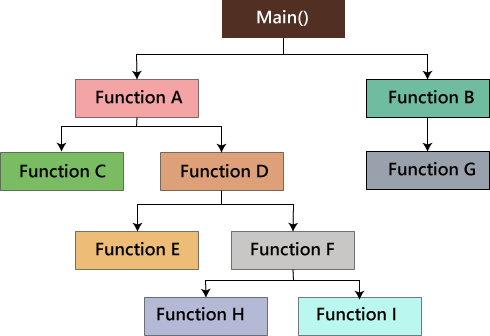 Main()
Function A
Function B
Function C
Function D
Function G
Function E
Function F
Function H
Function I